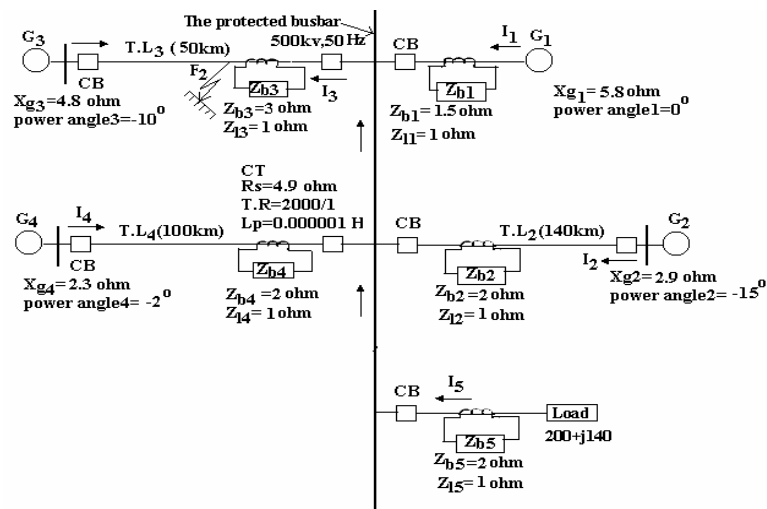 The protected busbar
500kv,50 Hz
G3
T.L3 (50km)
CB
F2
Zb3
I3
Xg3=4.8 ohm
power angle3=-10°
Zb3=3 ohm
Zl3=1 ohm
CB
I1
G1
Zb1
Zb1= 1.5 ohm
Zl1= 1 ohm
Xg1= 5.8 ohm
power angle1=0°
CT
Rs=4.9 ohm
T.R=2000/1
Lp=0.000001 H
G4
I4
T.L4(100km)
CB
Zb4
Xg4=2.3 ohm
power angle4= -2°
Zb4 =2 ohm
Zl4= 1 ohm
CB
T.L2(140km)
G2
I2
Zb2
Xg2=2.9 ohm
power angle2= -15°
Zb2=2 ohm
Zl2= 1 ohm
CB
I5
Load
200+j140
Zb5
Zb5=2 ohm
Zl5= 1 ohm